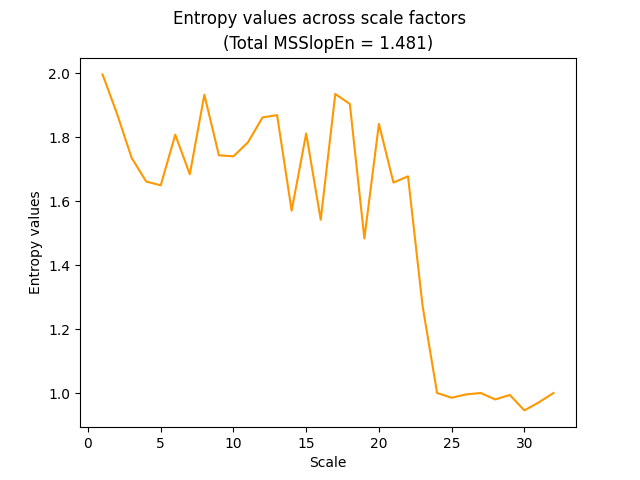 Entropy values across scale factors
(Total MSSlopEn = 1.481)
2.0
1.8
1.6
1.4
1.2
1.0
Entropy values
0 5 10 15 20 25 30
Scale